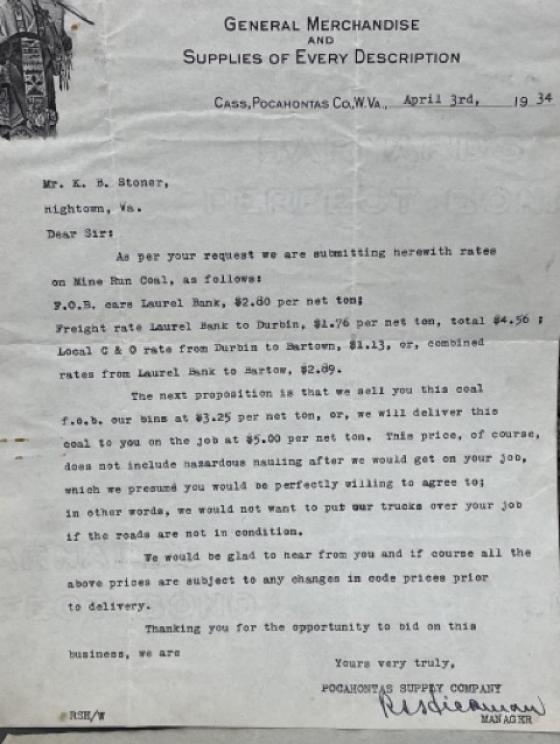 GENERAL MERCHANDISE
AND
SUPPLIES OF EVERY DESCRIPTION
CASS, POCAHONTAS CO., W. VA., April 3rd, 1934
Mr. K. B. Stoner,
Hightown, Va.
Dear Sir:
As per your request we are submitting herewith rates
on Mine Run Coal, as follows:
F.O.B. cars Laurel Bank, $2.80 per net ton;
Freight rate Laurel Bank to Durbin, $1.76 per net ton, total $4.56 ;
Local C & O rate from Durbin to Bartown, $1.13, or, combined
rates from Laurel Bank to Bartow, $2.89.
The next proposition is that we sell you this coal
f.o.b. our bins at $3.25 per net ton, or, we will deliver this
coal to you on the job at $5.00 per net ton. This price, of course,
does not include hazardous hauling after we would get on your job,
which we presume you would be perfectly willing to agree to;
in other words, we would not want to put our trucks over your job
if the roads are not in condition.
We would be glad to hear from you and if course all the
above prices are subject to any changes in code prices prior
to delivery.
Thanking you for the opportunity to bid on this
business, we are
Yours very truly,
POCAHONTAS SUPPLY COMPANY
MANAGER
RSH/W